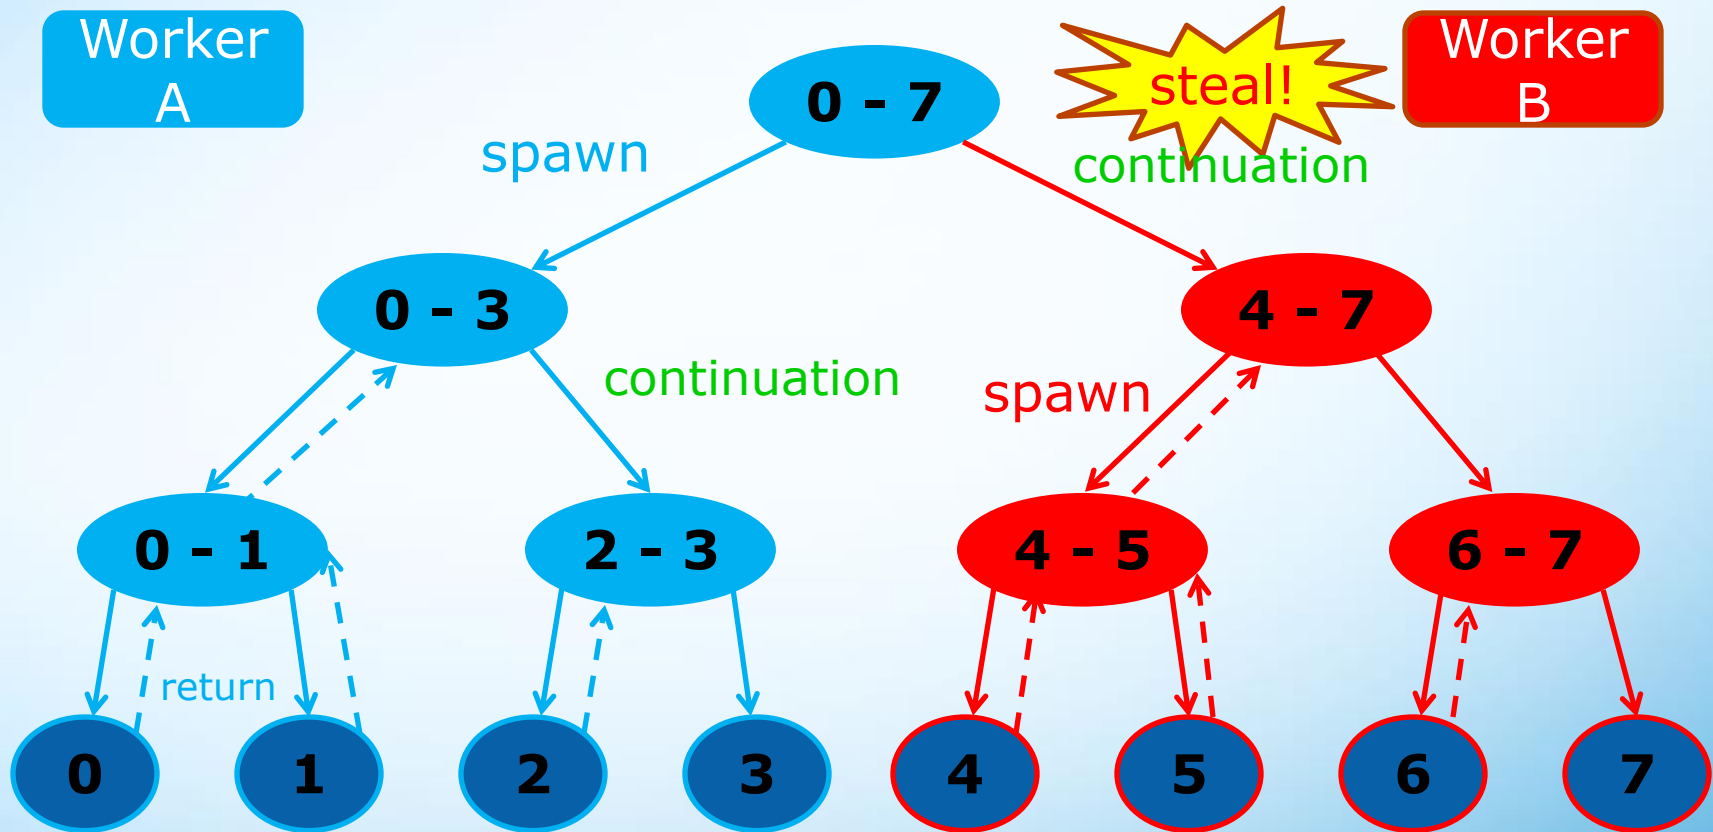 Worker
A
0 - 7
steal!
Worker
B
spawn
continuation
0 - 3
4 - 7
continuation
spawn
0 - 1
2 - 3
4 - 5
6 - 7
return
0
1
2
3
4
5
6
7